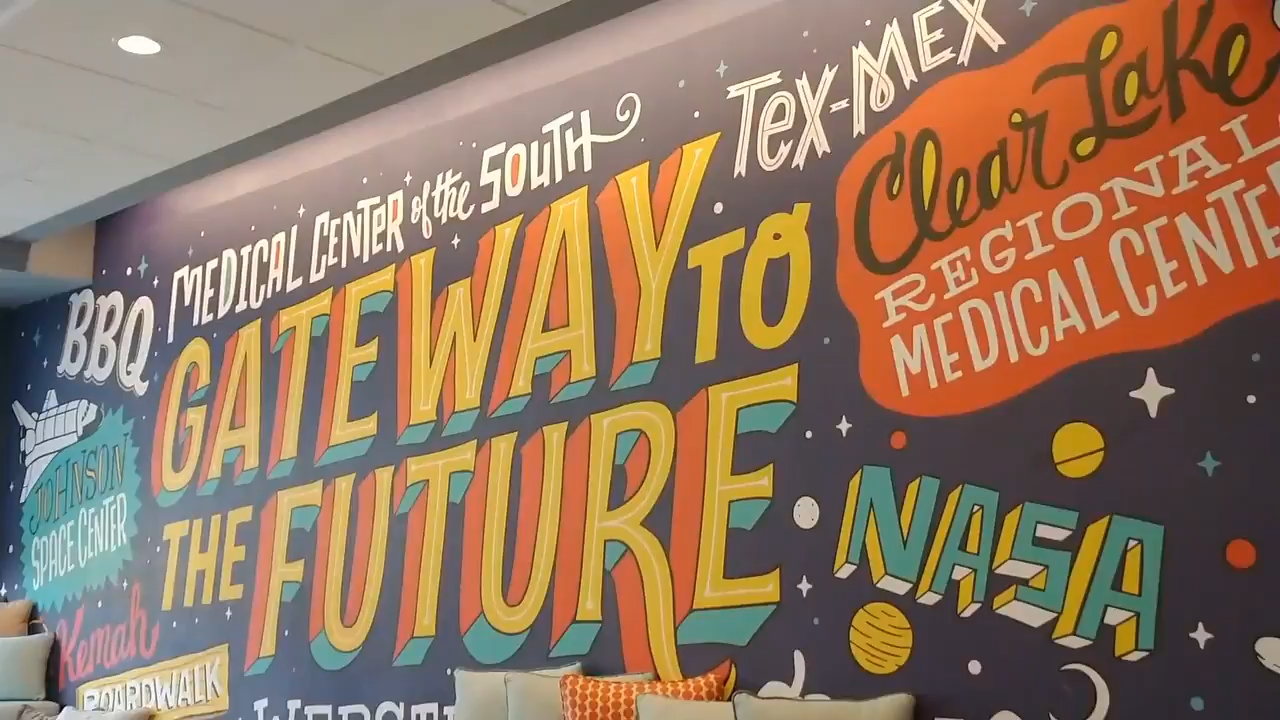 TEX-MEX
MEDICAL CENTER of the SOUTH
Clear Lake
REGIONAL
MEDICAL CENTER
BBQ
GATEWAY TO
THE FUTURE
NASA
JOHNSON
SPACE CENTER
Kemah
BOARDWALK